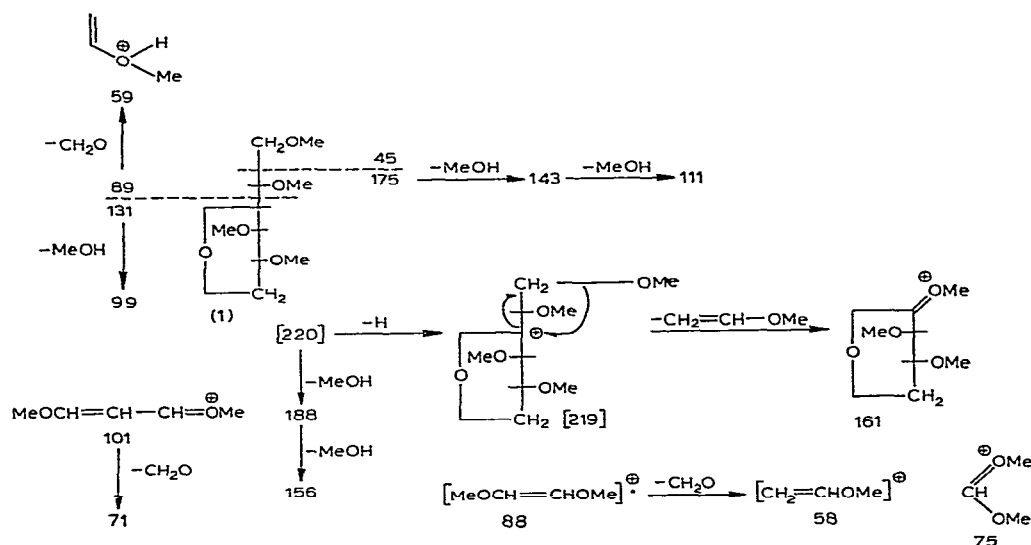 ⊕
O
H
Me
59
−CH₂O
89
131
−MeOH
99
CH₂OMe
OMe
MeO
OMe
O
CH₂
(1)
45
175
−MeOH
143
−MeOH
111
[220]
−H
CH₂
OMe
OMe
⊕
MeO
OMe
O
CH₂
[219]
−CH₂=CH−OMe
⊕
OMe
MeO
OMe
O
CH₂
161
−MeOH
188
−MeOH
156
MeOCH=CH−CH=OMe
⊕
101
−CH₂O
71
[MeOCH=CHOMe]⊕·
88
−CH₂O
[CH₂=CHOMe]⊕
58
⊕
OMe
CH
OMe
75